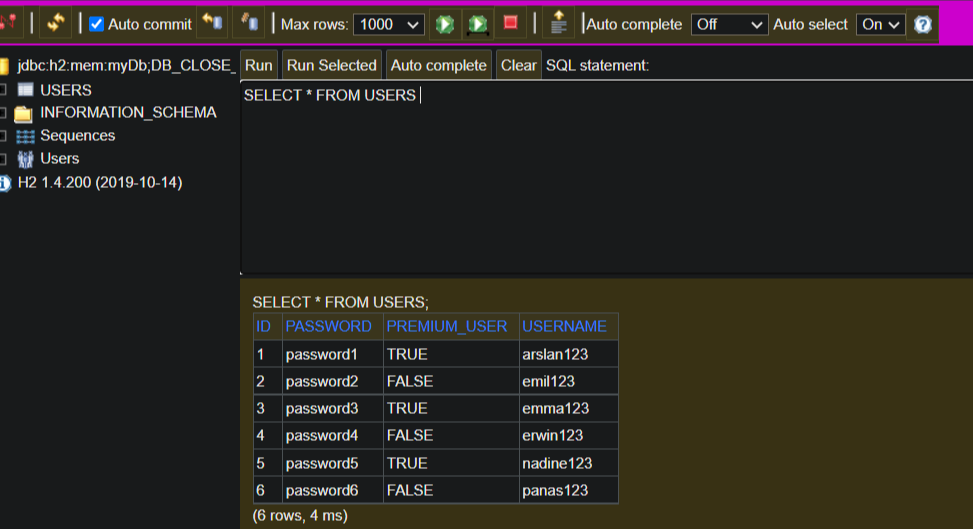 Auto commit Max rows: 1000 Auto complete Off Auto select On
jdbc:h2:mem:myDb;DB_CLOSE_
USERS
INFORMATION_SCHEMA
Sequences
Users
H2 1.4.200 (2019-10-14)
Run Run Selected Auto complete Clear SQL statement:
SELECT * FROM USERS
SELECT * FROM USERS;
ID PASSWORD PREMIUM_USER USERNAME
1 password1 TRUE arslan123
2 password2 FALSE emil123
3 password3 TRUE emma123
4 password4 FALSE erwin123
5 password5 TRUE nadine123
6 password6 FALSE panas123
(6 rows, 4 ms)